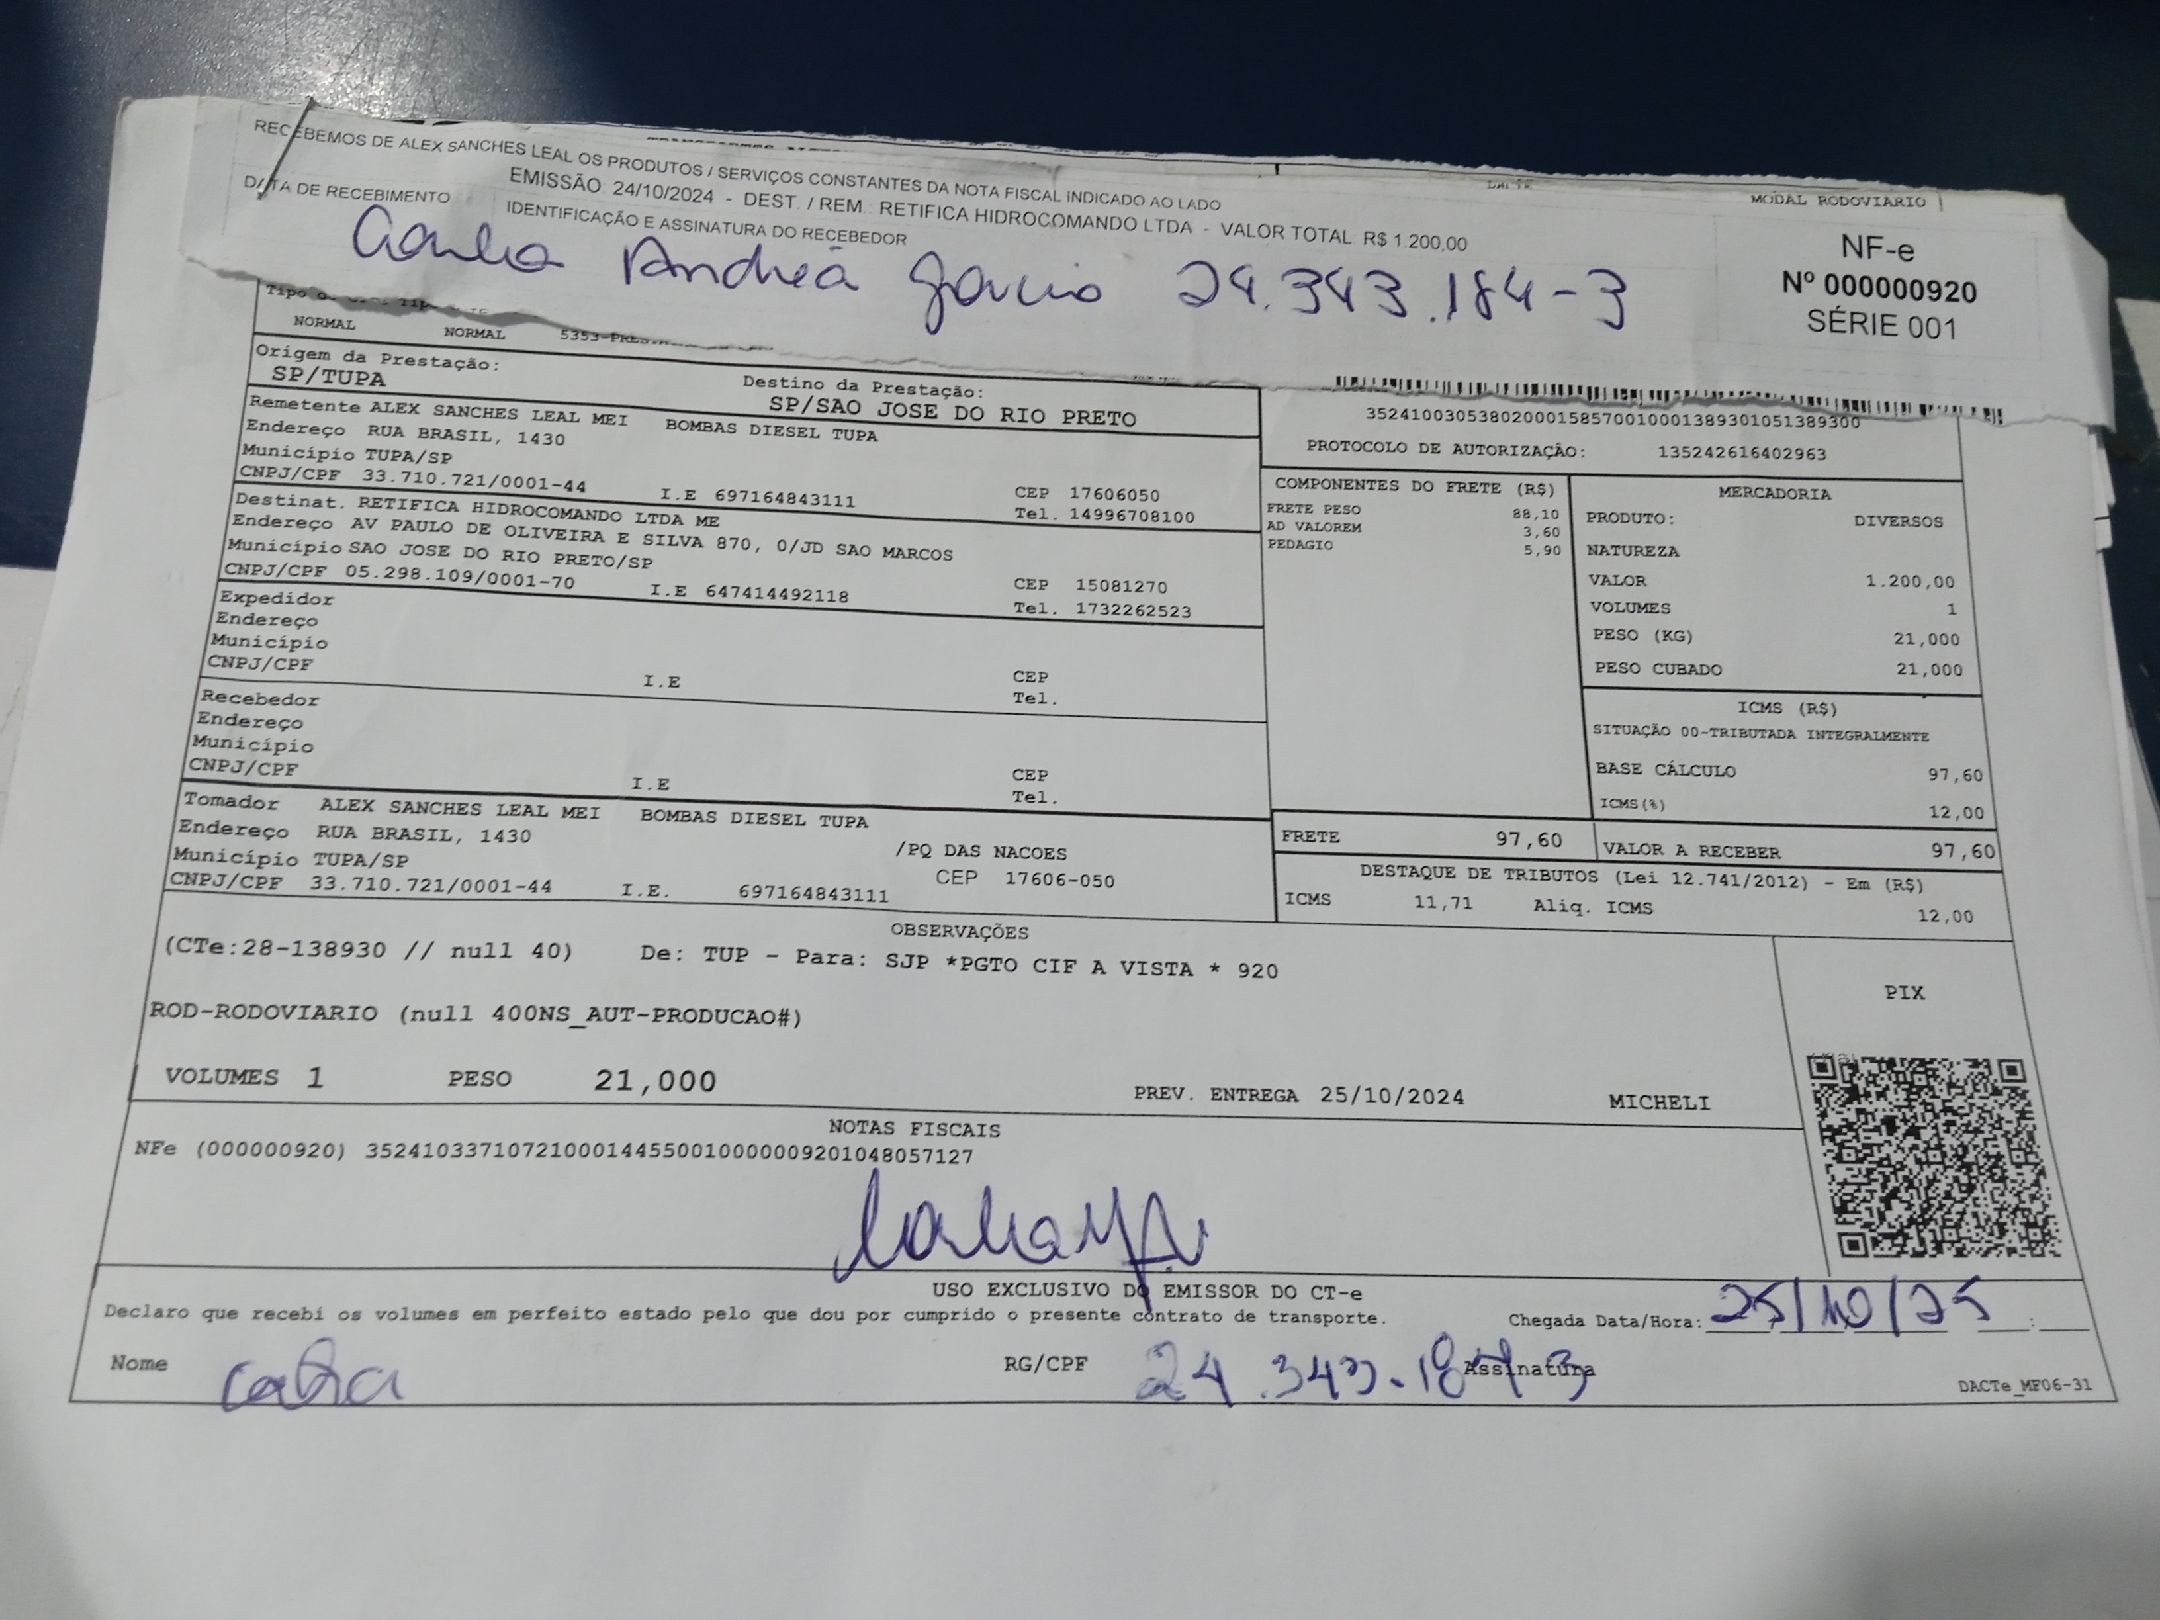 RECEBEMOS DE ALEX SANCHES LEAL OS PRODUTOS / SERVIÇOS CONSTANTES DA NOTA FISCAL INDICADO AO LADO
EMISSÃO: 24/10/2024 - DEST. / REM.: RETIFICA HIDROCOMANDO LTDA - VALOR TOTAL: R$ 1.200,00
DATA DE RECEBIMENTO IDENTIFICAÇÃO E ASSINATURA DO RECEBEDOR
Andréa 24.343.184-3
MODAL RODOVIARIO
NF-e
Nº 000000920
SÉRIE 001
NORMAL NORMAL
Origem da Prestação: Destino da Prestação:
SP/TUPA SP/SAO JOSE DO RIO PRETO
Remetente ALEX SANCHES LEAL MEI BOMBAS DIESEL TUPA
Endereço RUA BRASIL, 1430
Município TUPA/SP CEP 17606050
CNPJ/CPF 33.710.721/0001-44 I.E 697164843111 Tel. 14996708100
Destinat. RETIFICA HIDROCOMANDO LTDA ME
Endereço AV PAULO DE OLIVEIRA E SILVA 870, 0/JD SAO MARCOS
Município SAO JOSE DO RIO PRETO/SP CEP 15081270
CNPJ/CPF 05.298.109/0001-70 I.E 647414492118 Tel. 1732262523
Expedidor
Endereço
Município CEP
CNPJ/CPF I.E Tel.
Recebedor
Endereço
Município CEP
CNPJ/CPF I.E Tel.
Tomador ALEX SANCHES LEAL MEI BOMBAS DIESEL TUPA
Endereço RUA BRASIL, 1430 /PQ DAS NACOES
Município TUPA/SP CEP 17606-050
CNPJ/CPF 33.710.721/0001-44 I.E. 697164843111
35241003053802000158570010001389301051389300
PROTOCOLO DE AUTORIZAÇÃO: 135242616402963
COMPONENTES DO FRETE (R$)
FRETE PESO 88,10
AD VALOREM 3,60
PEDAGIO 5,90
MERCADORIA
PRODUTO: DIVERSOS
NATUREZA
VALOR 1.200,00
VOLUMES 1
PESO (KG) 21,000
PESO CUBADO 21,000
ICMS (R$)
SITUAÇÃO 00-TRIBUTADA INTEGRALMENTE
BASE CÁLCULO 97,60
ICMS(%) 12,00
FRETE 97,60 VALOR A RECEBER 97,60
DESTAQUE DE TRIBUTOS (Lei 12.741/2012) - Em (R$)
ICMS 11,71 Aliq. ICMS 12,00
OBSERVAÇÕES
(CTe:28-138930 // null 40) De: TUP - Para: SJP *PGTO CIF A VISTA * 920
ROD-RODOVIARIO (null 400NS_AUT-PRODUCAO#)
PIX
VOLUMES 1 PESO 21,000 PREV. ENTREGA 25/10/2024 MICHELI
NOTAS FISCAIS
NFe (000000920) 35241033710721000144550010000009201048057127
USO EXCLUSIVO DO EMISSOR DO CT-e
Declaro que recebi os volumes em perfeito estado pelo que dou por cumprido o presente contrato de transporte. Chegada Data/Hora: 25/10/25
Nome RG/CPF 24.343.184 3 Assinatura
DACTe_MF06-31